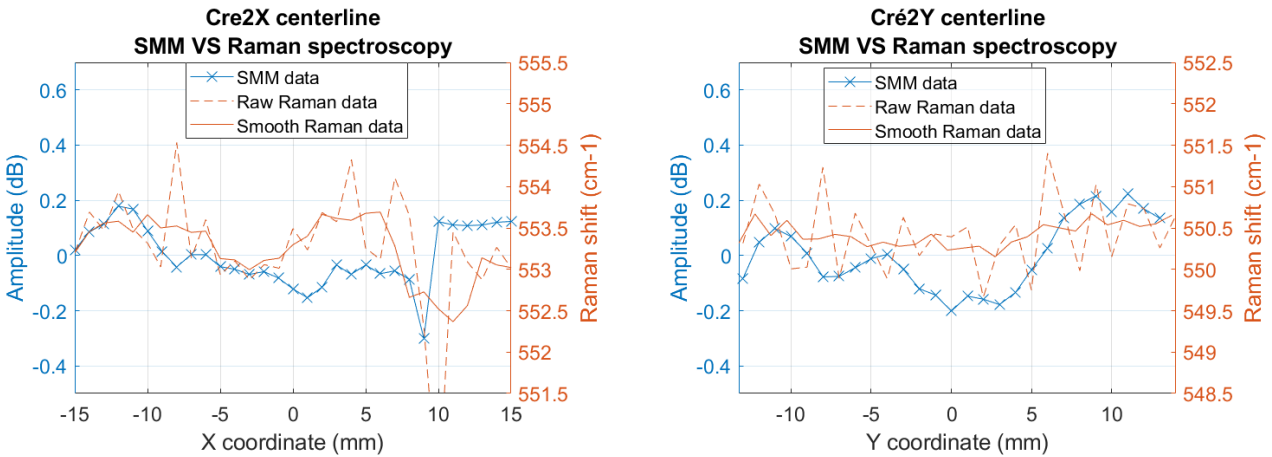 Cre2X centerline
SMM VS Raman spectroscopy
SMM data
Raw Raman data
Smooth Raman data
0.6
0.4
0.2
0
-0.2
-0.4
Amplitude (dB)
555.5
555
554.5
554
553.5
553
552.5
552
551.5
Raman shift (cm-1)
-15
-10
-5
0
5
10
15
X coordinate (mm)
Cré2Y centerline
SMM VS Raman spectroscopy
SMM data
Raw Raman data
Smooth Raman data
0.6
0.4
0.2
0
-0.2
-0.4
Amplitude (dB)
552.5
552
551.5
551
550.5
550
549.5
549
548.5
Raman shift (cm-1)
-10
-5
0
5
10
Y coordinate (mm)